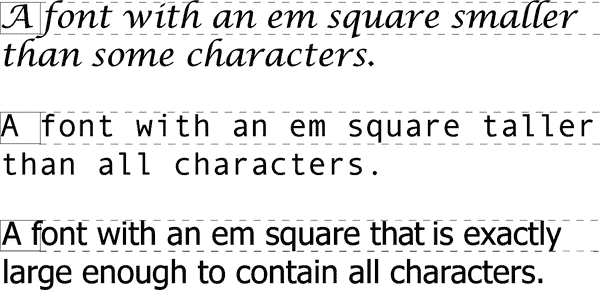 A font with an em square smaller
than some characters.
A font with an em square taller
than all characters.
A font with an em square that is exactly
large enough to contain all characters.